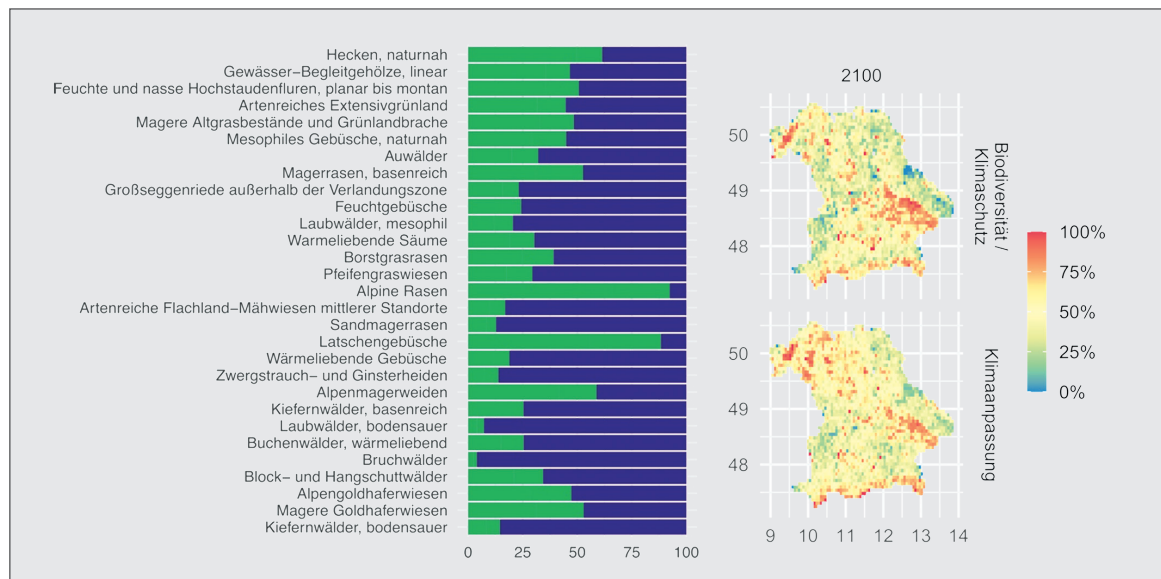 Hecken, naturnah
Gewässer-Begleitgehölze, linear
Feuchte und nasse Hochstaudenfluren, planar bis montan
Artenreiches Extensivgrünland
Magere Altgrasbestände und Grünlandbrache
Mesophiles Gebüsche, naturnah
Auwälder
Magerrasen, basenreich
Großseggenriede außerhalb der Verlandungszone
Feuchtgebüsche
Laubwälder, mesophil
Warmeliebende Säume
Borstgrasrasen
Pfeifengraswiesen
Alpine Rasen
Artenreiche Flachland-Mähwiesen mittlerer Standorte
Sandmagerrasen
Latschengebüsche
Wärmeliebende Gebüsche
Zwergstrauch- und Ginsterheiden
Alpenmagerweiden
Kiefernwälder, basenreich
Laubwälder, bodensauer
Buchenwälder, wärmeliebend
Bruchwälder
Block- und Hangschuttwälder
Alpengoldhaferwiesen
Magere Goldhaferwiesen
Kiefernwälder, bodensauer
0 25 50 75 100
2100
50
49
48
Biodiversität /
Klimaschutz
50
49
48
Klimaanpassung
9 10 11 12 13 14
100%
75%
50%
25%
0%